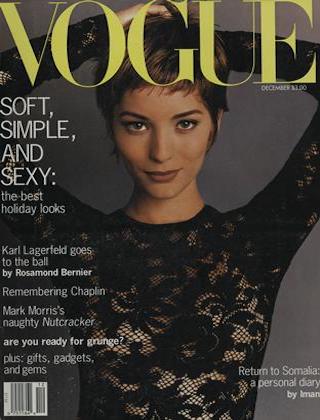 VOGUE
DECEMBER $3.00
SOFT,
SIMPLE,
AND
SEXY:
the best
holiday looks
Karl Lagerfeld goes
to the ball
by Rosamond Bernier
Remembering Chaplin
Mark Morris's
naughty Nutcracker
are you ready for grunge?
plus: gifts, gadgets,
and gems
Return to Somalia:
a personal diary
by Iman